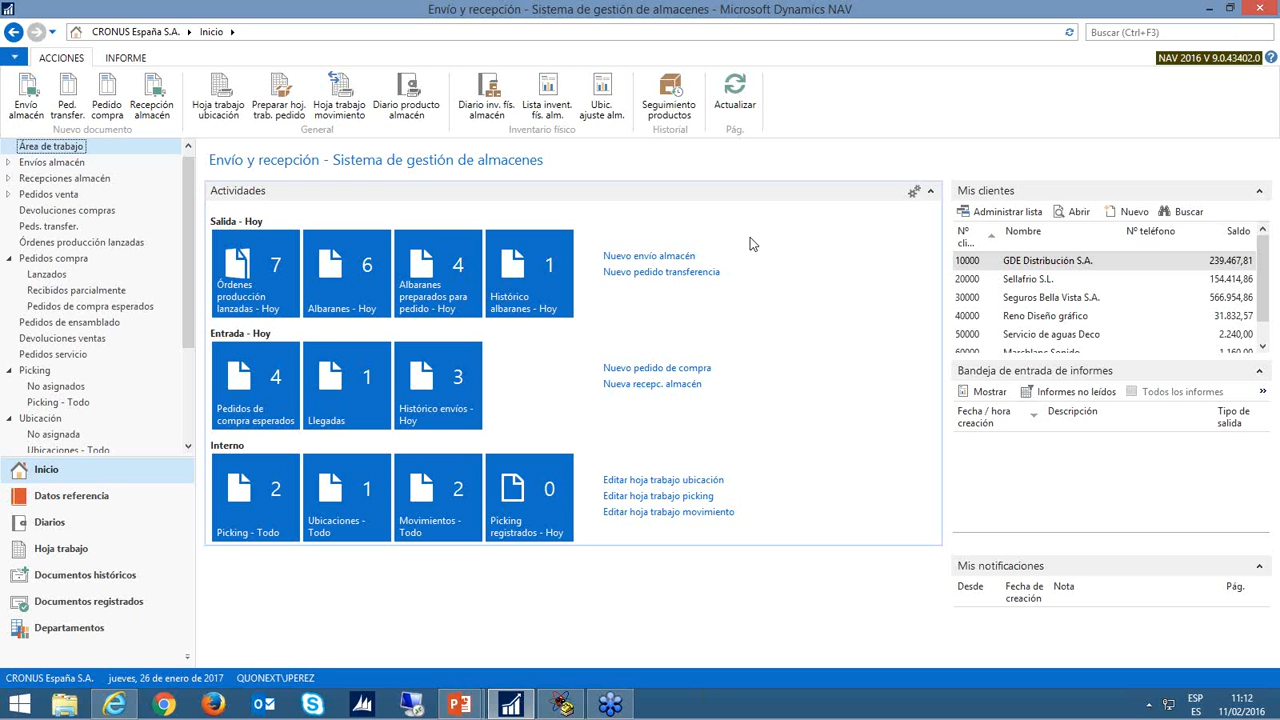 Envío y recepción - Sistema de gestión de almacenes - Microsoft Dynamics NAV
CRONUS España S.A. Inicio
Buscar (Ctrl+F3)
ACCIONES INFORME
NAV 2016 V 9.0.43402.0
Envío almacén
Ped. transfer.
Pedido compra
Recepción almacén
Nuevo documento
Hoja trabajo ubicación
Preparar hoj. trab. pedido
Hoja trabajo movimiento
Diario producto almacén
General
Diario inv. fís. almacén
Lista invent. fís. alm.
Ubic. ajuste alm.
Inventario físico
Seguimiento productos
Historial
Actualizar
Pág.
Área de trabajo
Envíos almacén
Recepciones almacén
Pedidos venta
Devoluciones compras
Peds. transfer.
Órdenes producción lanzadas
Pedidos compra
Lanzados
Recibidos parcialmente
Pedidos de compra esperados
Pedidos de ensamblado
Devoluciones ventas
Pedidos servicio
Picking
No asignados
Picking - Todo
Ubicación
No asignada
Ubicaciones - Todo
Inicio
Datos referencia
Diarios
Hoja trabajo
Documentos históricos
Documentos registrados
Departamentos
Envío y recepción - Sistema de gestión de almacenes
Actividades
Salida - Hoy
7
Órdenes
producción
lanzadas - Hoy
6
Albaranes - Hoy
4
Albaranes
preparados para
pedido - Hoy
1
Histórico
albaranes - Hoy
Nuevo envío almacén
Nuevo pedido transferencia
Entrada - Hoy
4
Pedidos de
compra esperados
1
Llegadas
3
Histórico envíos -
Hoy
Nuevo pedido de compra
Nueva recepc. almacén
Interno
2
Picking - Todo
1
Ubicaciones -
Todo
2
Movimientos -
Todo
0
Picking
registrados - Hoy
Editar hoja trabajo ubicación
Editar hoja trabajo picking
Editar hoja trabajo movimiento
Mis clientes
Administrar lista Abrir Nuevo Buscar
Nº cli... Nombre Nº teléfono Saldo
10000 GDE Distribución S.A. 239.467,81
20000 Sellafrio S.L. 154.414,86
30000 Seguros Bella Vista S.A. 566.954,86
40000 Reno Diseño gráfico 31.832,57
50000 Servicio de aguas Deco 2.240,00
60000 Marchlanc Sonido 1.160,00
Bandeja de entrada de informes
Mostrar Informes no leídos Todos los informes »
Fecha / hora creación Descripción Tipo de salida
Mis notificaciones
Desde Fecha de creación Nota Pág.
CRONUS España S.A. jueves, 26 de enero de 2017 QUONEXT\JPEREZ
ESP
ES
11:12
11/02/2016